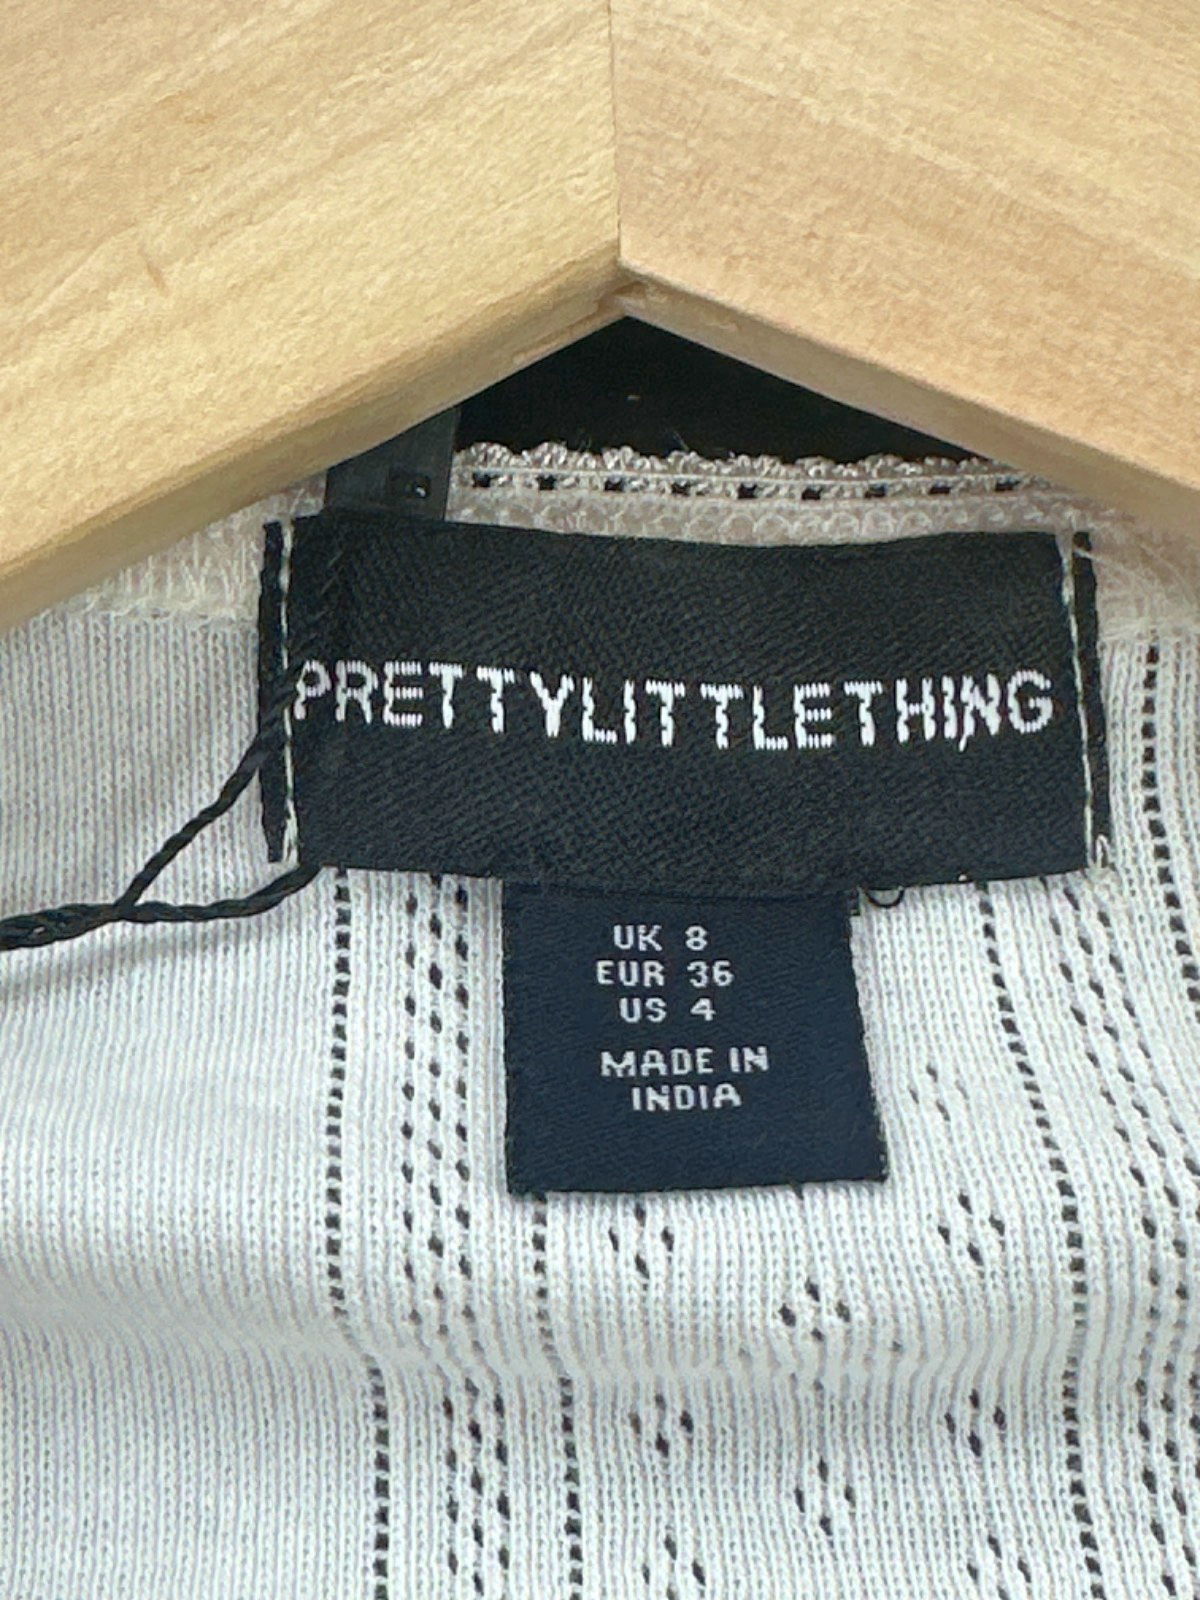 PRETTYLITTLETHING
UK 8
EUR 36
US 4
MADE IN
INDIA